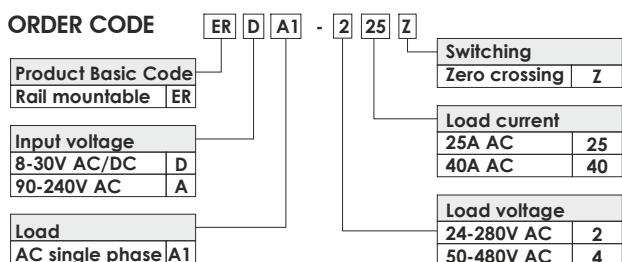 ORDER CODE ER D A1 - 2 25 Z
Product Basic Code
Rail mountable ER
Input voltage
8-30V AC/DC D
90-240V AC A
Load
AC single phase A1
Switching
Zero crossing Z
Load current
25A AC 25
40A AC 40
Load voltage
24-280V AC 2
50-480V AC 4